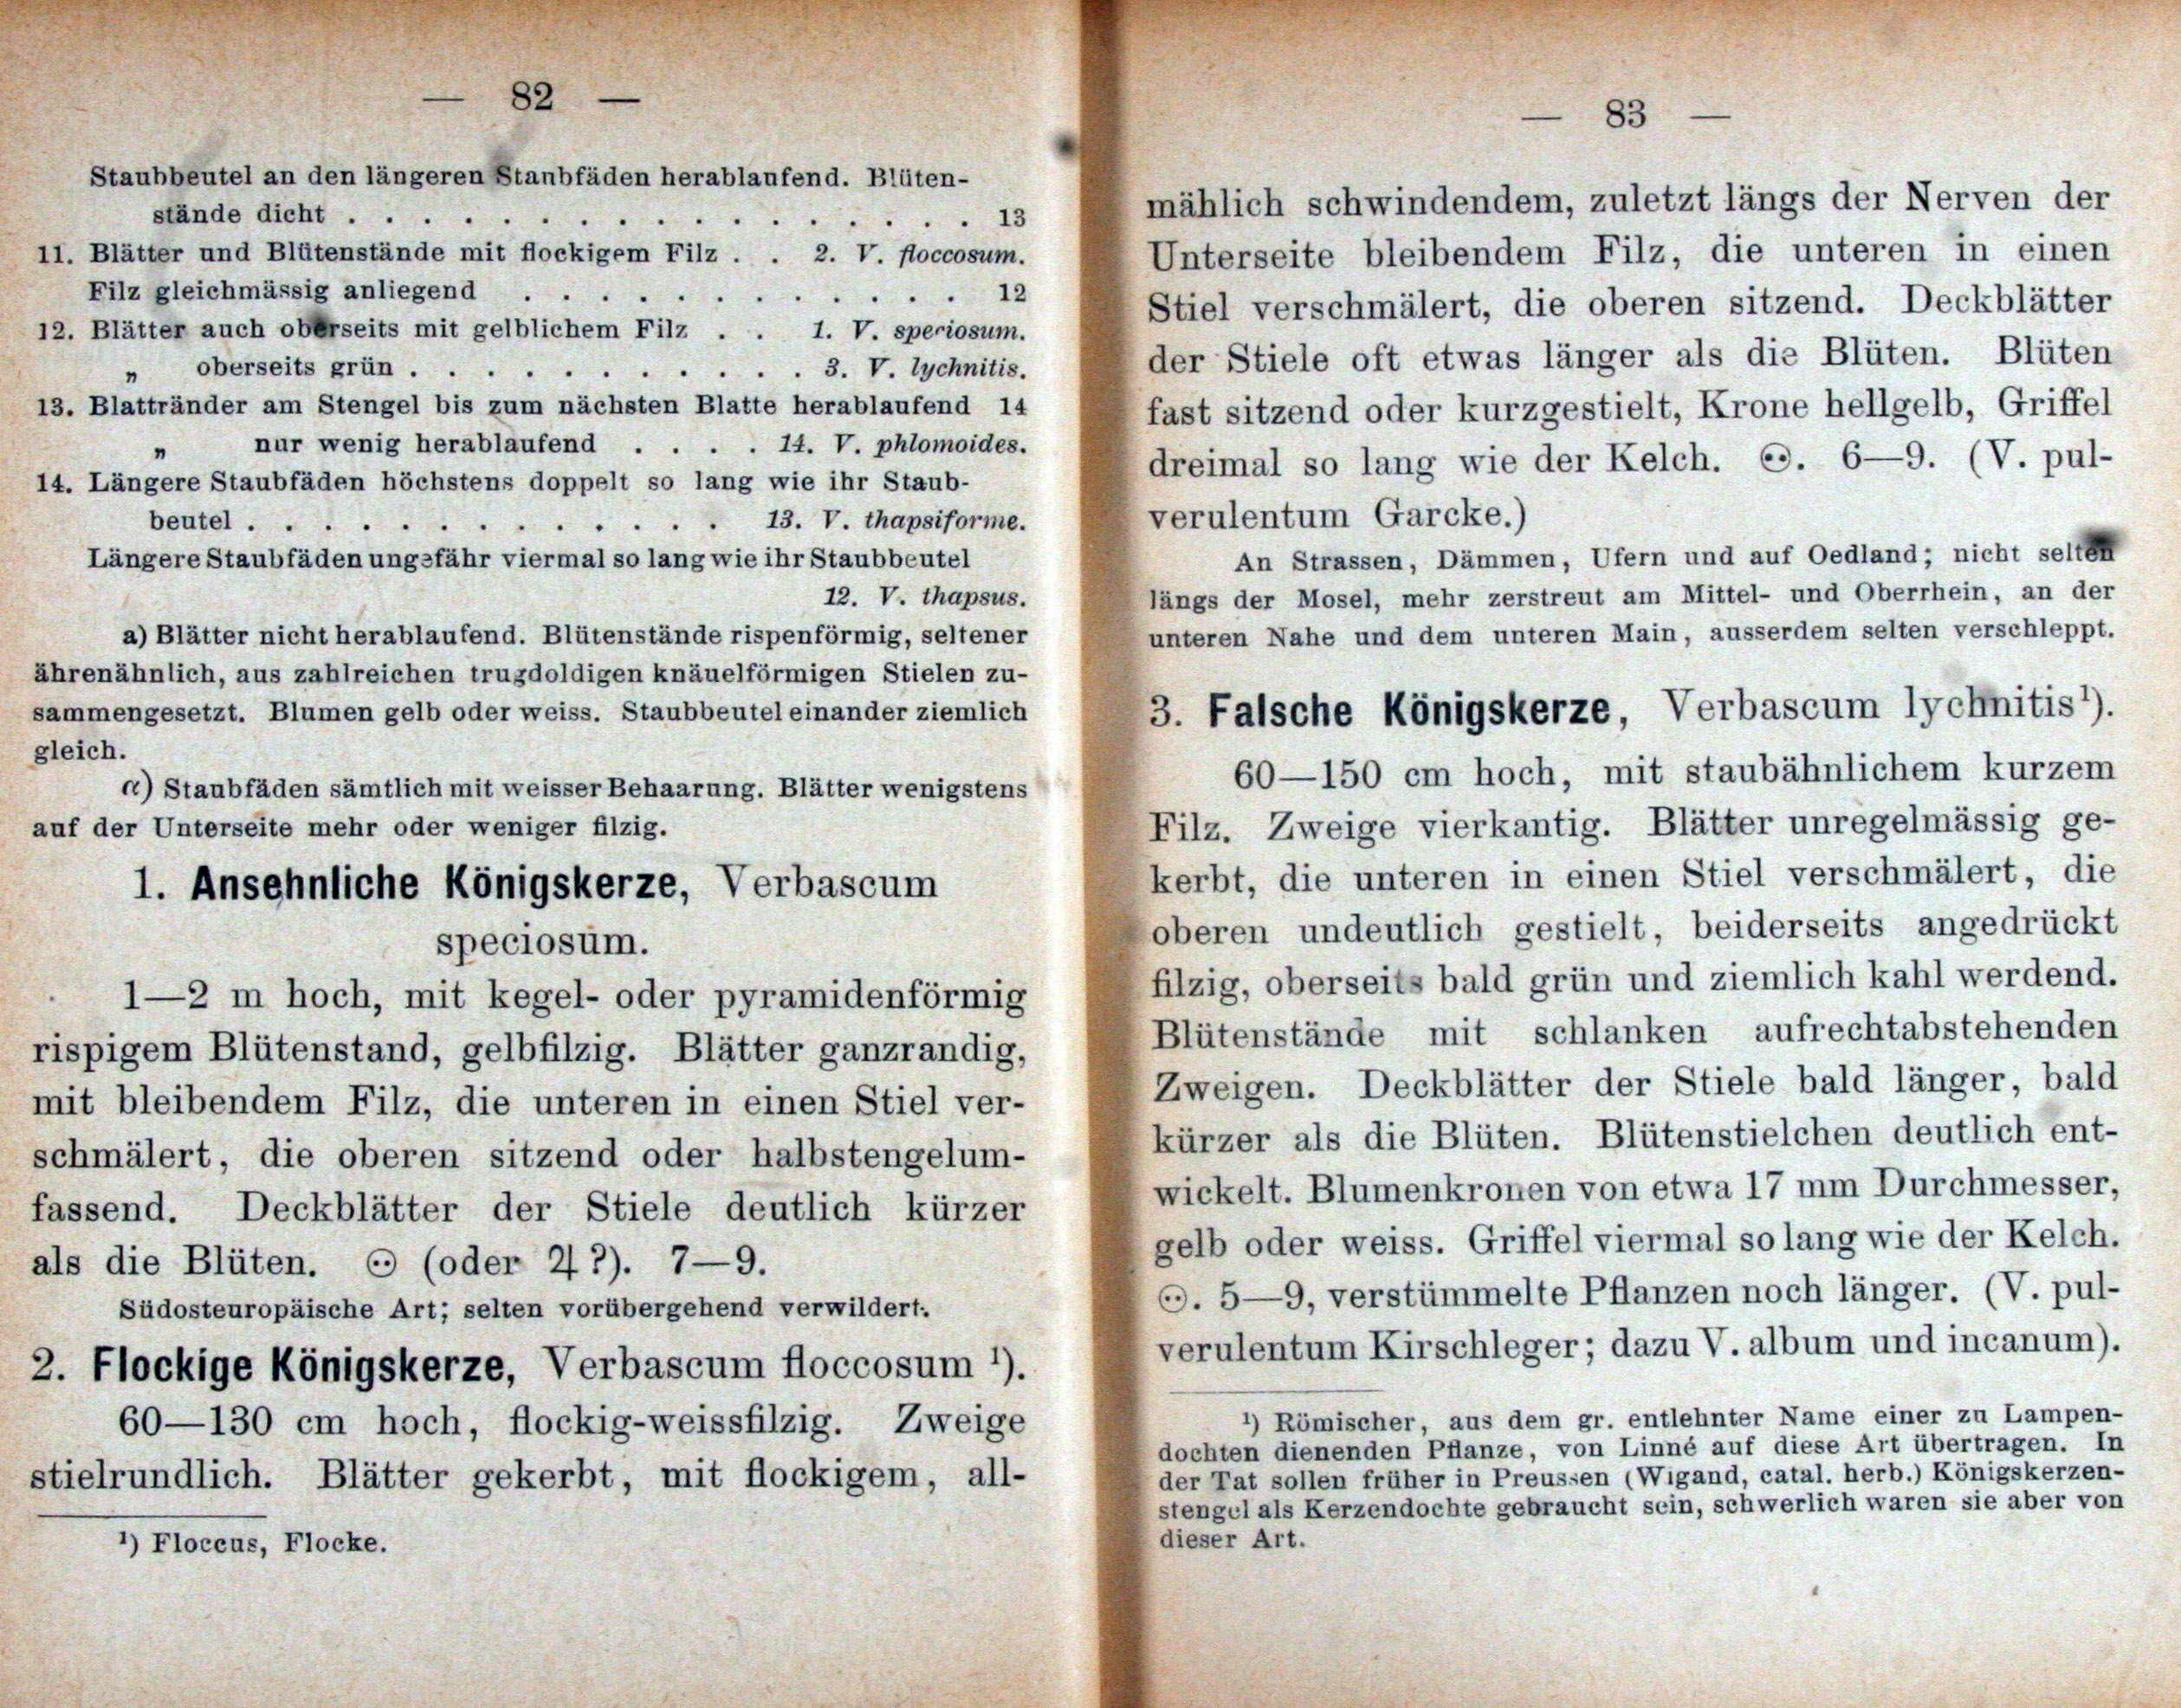 — 82 —
Staubbeutel an den längeren Staubfäden herablaufend. Blüten-
stände dicht . . . . . . . . . . . . . . . . . . 13
11. Blätter und Blütenstände mit flockigem Filz . . 2. V. floccosum.
Filz gleichmässig anliegend . . . . . . . . . . . . 12
12. Blätter auch oberseits mit gelblichem Filz . . 1. V. speciosum.
„ oberseits grün . . . . . . . . . . . 3. V. lychnitis.
13. Blattränder am Stengel bis zum nächsten Blatte herablaufend 14
„ nur wenig herablaufend . . . . 14. V. phlomoides.
14. Längere Staubfäden höchstens doppelt so lang wie ihr Staub-
beutel . . . . . . . . . . . . . 13. V. thapsiforme.
Längere Staubfäden ungefähr viermal so lang wie ihr Staubbeutel
12. V. thapsus.
a) Blätter nicht herablaufend. Blütenstände rispenförmig, seltener
ährenähnlich, aus zahlreichen trugdoldigen knäuelförmigen Stielen zu-
sammengesetzt. Blumen gelb oder weiss. Staubbeutel einander ziemlich
gleich.
α) Staubfäden sämtlich mit weisser Behaarung. Blätter wenigstens
auf der Unterseite mehr oder weniger filzig.
1. Ansehnliche Königskerze, Verbascum
speciosum.
1—2 m hoch, mit kegel- oder pyramidenförmig
rispigem Blütenstand, gelbfilzig. Blätter ganzrandig,
mit bleibendem Filz, die unteren in einen Stiel ver-
schmälert, die oberen sitzend oder halbstengelum-
fassend. Deckblätter der Stiele deutlich kürzer
als die Blüten. ⚇ (oder ♃ ?). 7—9.
Südosteuropäische Art; selten vorübergehend verwildert.
2. Flockige Königskerze, Verbascum floccosum ¹).
60—130 cm hoch, flockig-weissfilzig. Zweige
stielrundlich. Blätter gekerbt, mit flockigem, all-
¹) Floccus, Flocke.
— 83 —
mählich schwindendem, zuletzt längs der Nerven der
Unterseite bleibendem Filz, die unteren in einen
Stiel verschmälert, die oberen sitzend. Deckblätter
der Stiele oft etwas länger als die Blüten. Blüten
fast sitzend oder kurzgestielt, Krone hellgelb, Griffel
dreimal so lang wie der Kelch. ⚇. 6—9. (V. pul-
verulentum Garcke.)
An Strassen, Dämmen, Ufern und auf Oedland; nicht selten
längs der Mosel, mehr zerstreut am Mittel- und Oberrhein, an der
unteren Nahe und dem unteren Main, ausserdem selten verschleppt.
3. Falsche Königskerze, Verbascum lychnitis¹).
60—150 cm hoch, mit staubähnlichem kurzem
Filz. Zweige vierkantig. Blätter unregelmässig ge-
kerbt, die unteren in einen Stiel verschmälert, die
oberen undeutlich gestielt, beiderseits angedrückt
filzig, oberseits bald grün und ziemlich kahl werdend.
Blütenstände mit schlanken aufrechtabstehenden
Zweigen. Deckblätter der Stiele bald länger, bald
kürzer als die Blüten. Blütenstielchen deutlich ent-
wickelt. Blumenkronen von etwa 17 mm Durchmesser,
gelb oder weiss. Griffel viermal so lang wie der Kelch.
⚇. 5—9, verstümmelte Pflanzen noch länger. (V. pul-
verulentum Kirschleger; dazu V. album und incanum).
¹) Römischer, aus dem gr. entlehnter Name einer zu Lampen-
dochten dienenden Pflanze, von Linné auf diese Art übertragen. In
der Tat sollen früher in Preussen (Wigand, catal. herb.) Königskerzen-
stengel als Kerzendochte gebraucht sein, schwerlich waren sie aber von
dieser Art.